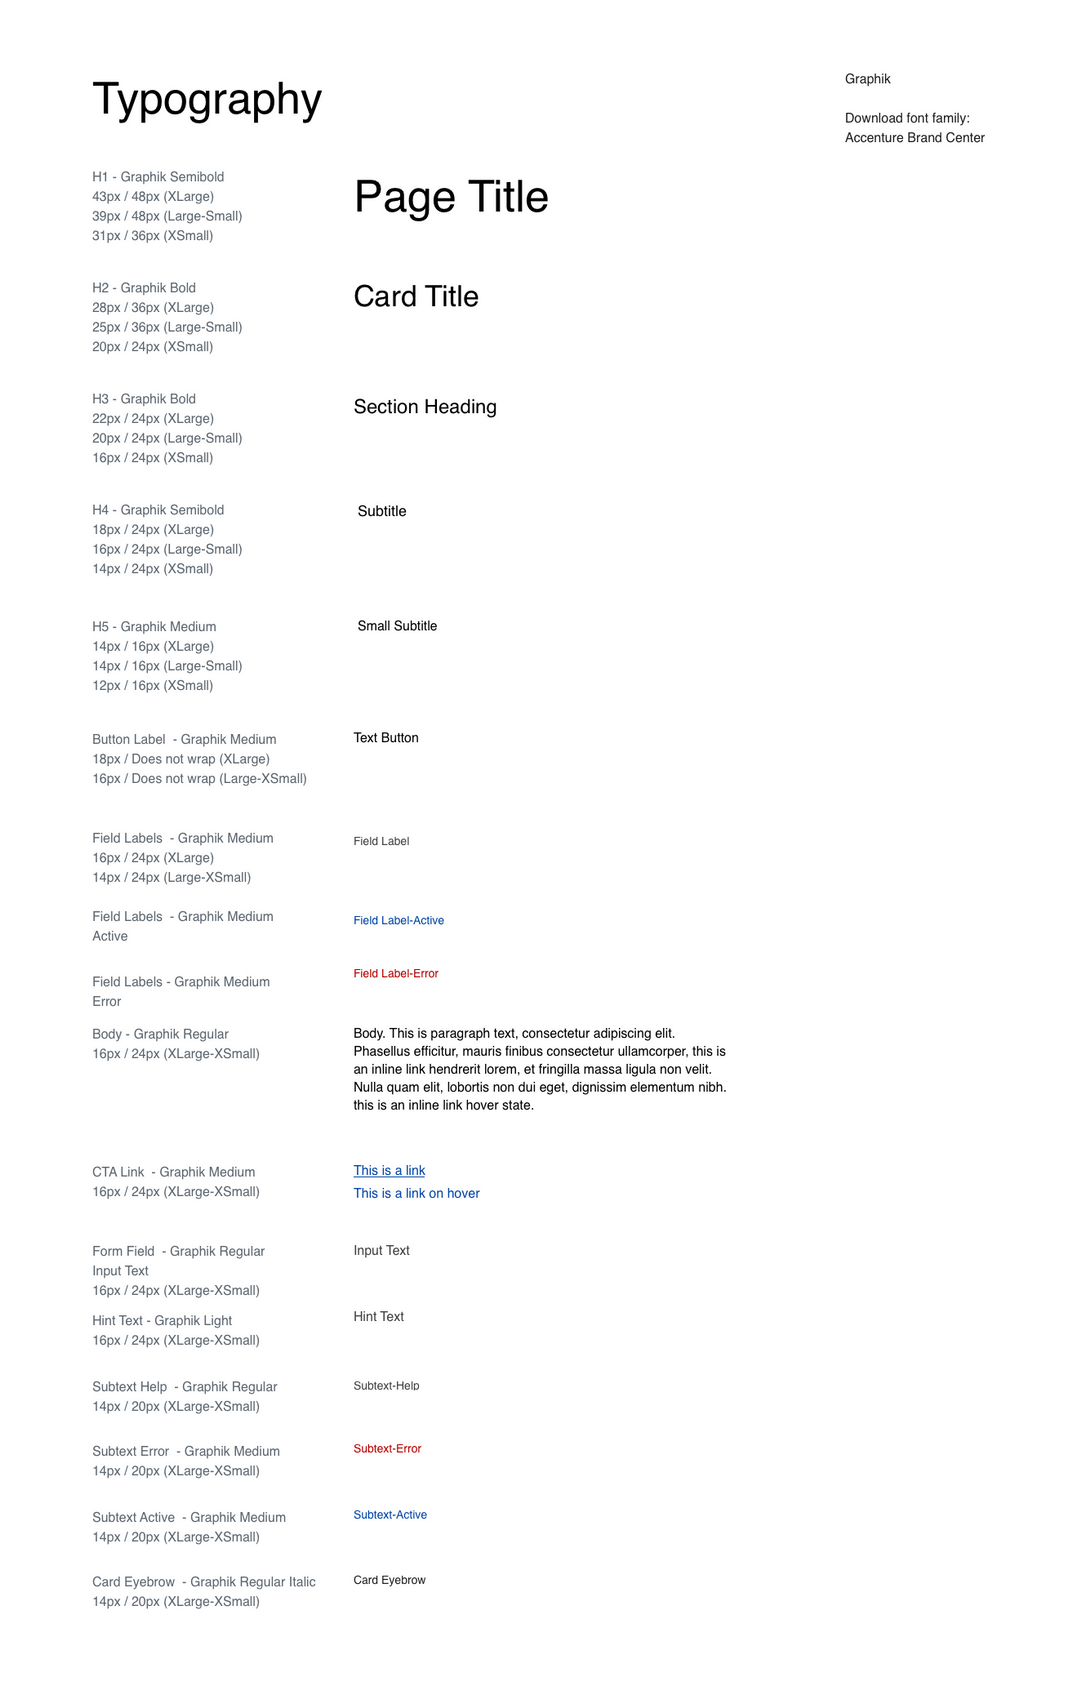 Typography
Graphik
Download font family:
Accenture Brand Center
H1 - Graphik Semibold
43px / 48px (XLarge)
39px / 48px (Large-Small)
31px / 36px (XSmall)
Page Title
H2 - Graphik Bold
28px / 36px (XLarge)
25px / 36px (Large-Small)
20px / 24px (XSmall)
Card Title
H3 - Graphik Bold
22px / 24px (XLarge)
20px / 24px (Large-Small)
16px / 24px (XSmall)
Section Heading
H4 - Graphik Semibold
18px / 24px (XLarge)
16px / 24px (Large-Small)
14px / 24px (XSmall)
Subtitle
H5 - Graphik Medium
14px / 16px (XLarge)
14px / 16px (Large-Small)
12px / 16px (XSmall)
Small Subtitle
Button Label  - Graphik Medium
18px / Does not wrap (XLarge)
16px / Does not wrap (Large-XSmall)
Text Button
Field Labels  - Graphik Medium
16px / 24px (XLarge)
14px / 24px (Large-XSmall)
Field Label
Field Labels  - Graphik Medium
Active
Field Label-Active
Field Labels - Graphik Medium
Error
Field Label-Error
Body - Graphik Regular
16px / 24px (XLarge-XSmall)
Body. This is paragraph text, consectetur adipiscing elit.
Phasellus efficitur, mauris finibus consectetur ullamcorper, this is
an inline link hendrerit lorem, et fringilla massa ligula non velit.
Nulla quam elit, lobortis non dui eget, dignissim elementum nibh.
this is an inline link hover state.
CTA Link  - Graphik Medium
16px / 24px (XLarge-XSmall)
This is a link
This is a link on hover
Form Field  - Graphik Regular
Input Text
16px / 24px (XLarge-XSmall)
Input Text
Hint Text - Graphik Light
16px / 24px (XLarge-XSmall)
Hint Text
Subtext Help  - Graphik Regular
14px / 20px (XLarge-XSmall)
Subtext-Help
Subtext Error  - Graphik Medium
14px / 20px (XLarge-XSmall)
Subtext-Error
Subtext Active  - Graphik Medium
14px / 20px (XLarge-XSmall)
Subtext-Active
Card Eyebrow  - Graphik Regular Italic
14px / 20px (XLarge-XSmall)
Card Eyebrow